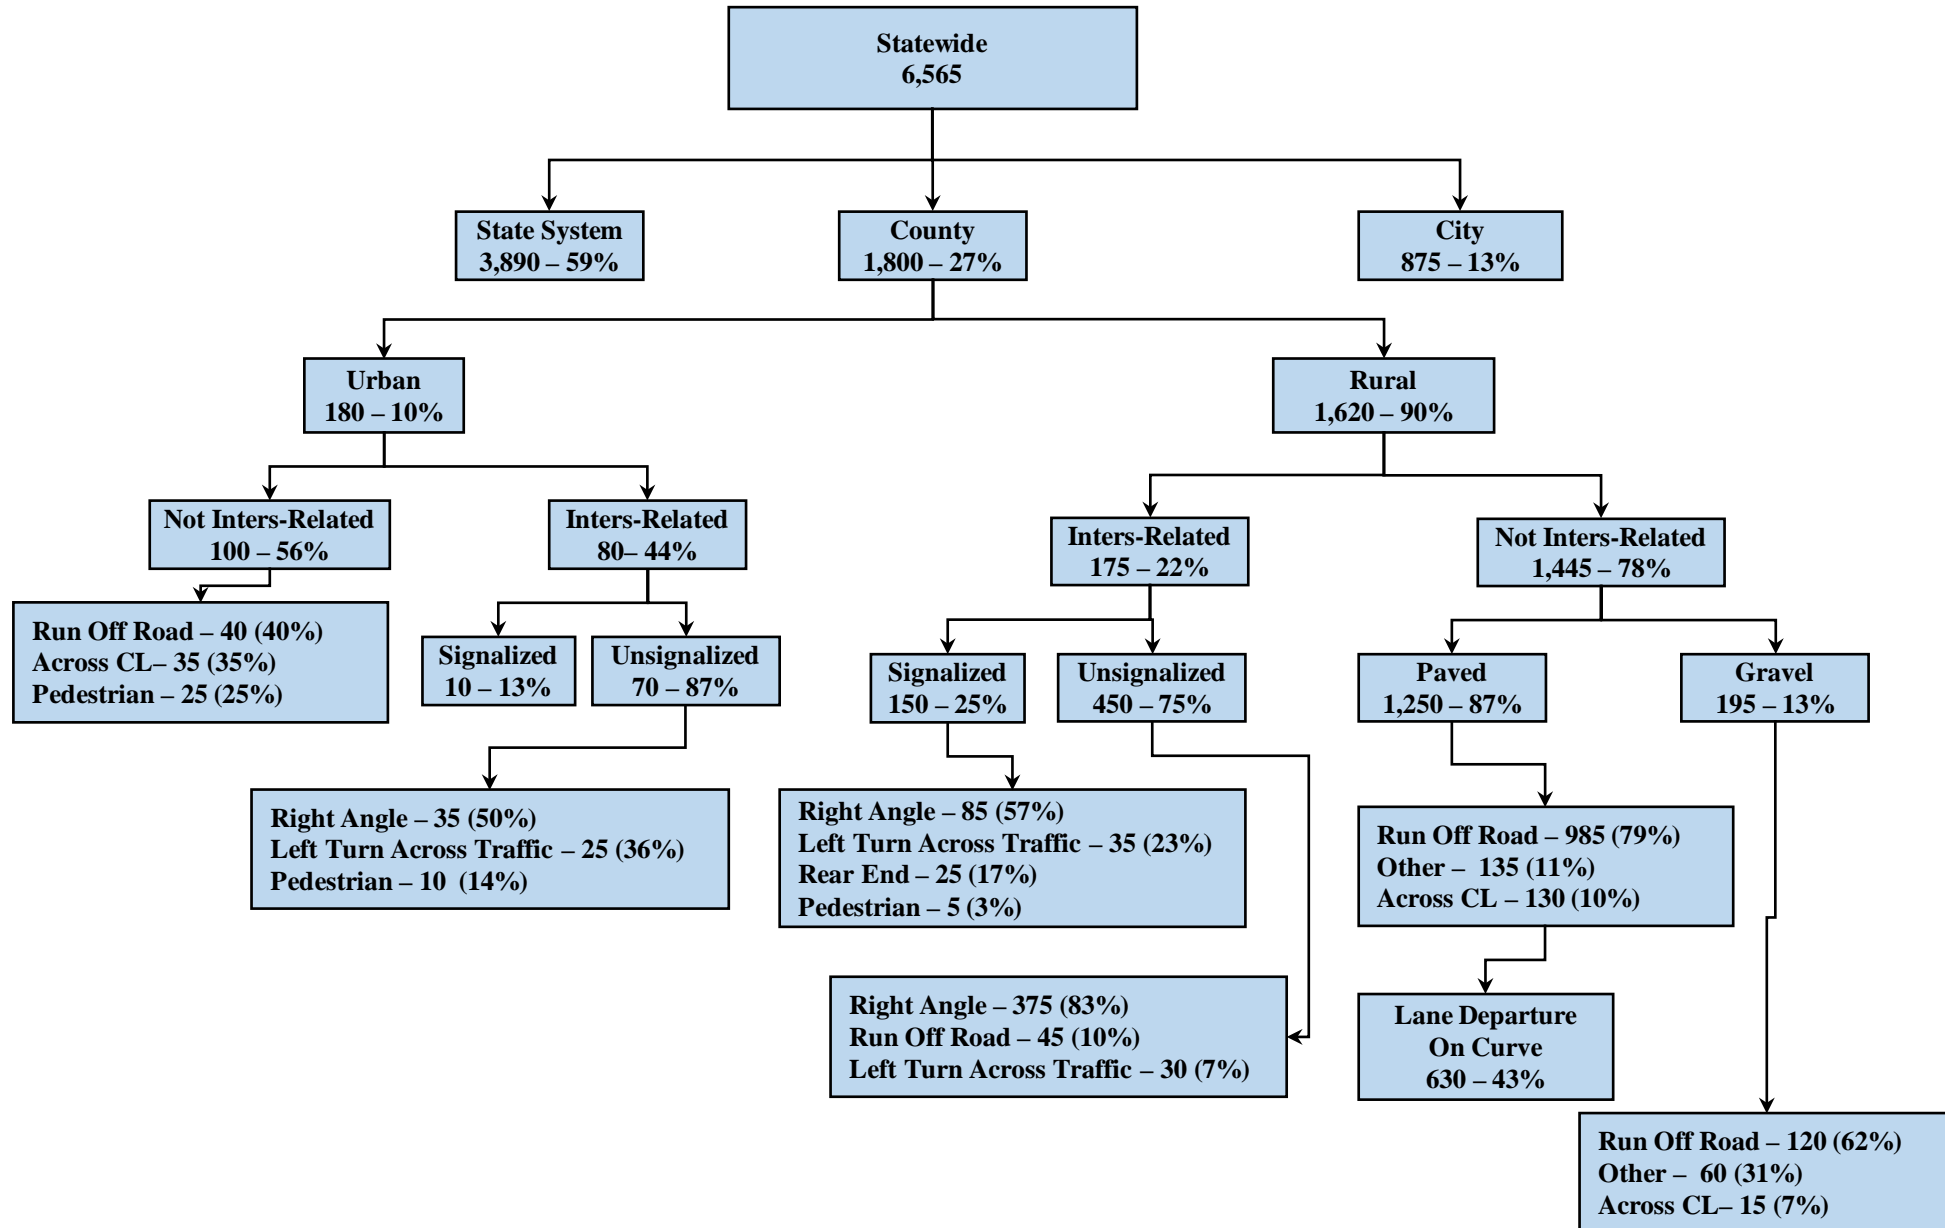 Statewide
6,565
State System
3,890 – 59%
County
1,800 – 27%
City
875 – 13%
Urban
180 – 10%
Rural
1,620 – 90%
Not Inters-Related
100 – 56%
Inters-Related
80– 44%
Inters-Related
175 – 22%
Not Inters-Related
1,445 – 78%
Run Off Road – 40 (40%)
Across CL– 35 (35%)
Pedestrian – 25 (25%)
Signalized
10 – 13%
Unsignalized
70 – 87%
Signalized
150 – 25%
Unsignalized
450 – 75%
Paved
1,250 – 87%
Gravel
195 – 13%
Right Angle – 35 (50%)
Left Turn Across Traffic – 25 (36%)
Pedestrian – 10  (14%)
Right Angle – 85 (57%)
Left Turn Across Traffic – 35 (23%)
Rear End – 25 (17%)
Pedestrian – 5 (3%)
Run Off Road – 985 (79%)
Other –  135 (11%)
Across CL – 130 (10%)
Right Angle – 375 (83%)
Run Off Road – 45 (10%)
Left Turn Across Traffic – 30 (7%)
Lane Departure
On Curve
630 – 43%
Run Off Road – 120 (62%)
Other –  60 (31%)
Across CL– 15 (7%)